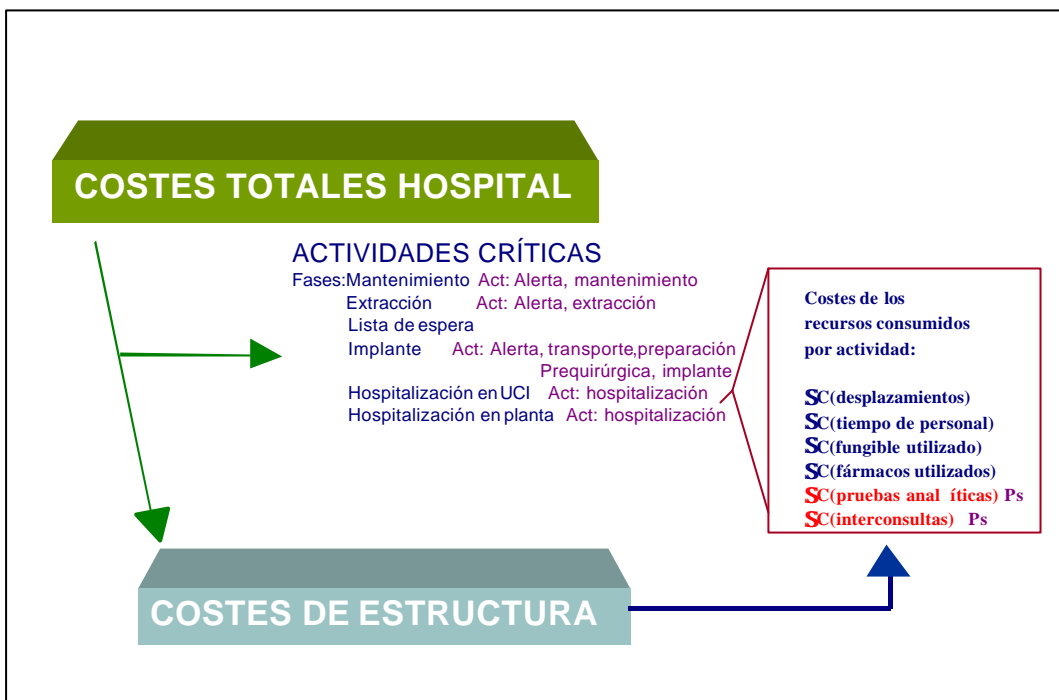 COSTES TOTALES HOSPITAL
ACTIVIDADES CRÍTICAS
Fases:Mantenimiento Act: Alerta, mantenimiento
Extracción Act: Alerta, extracción
Lista de espera
Implante Act: Alerta, transporte,preparación
Prequirúrgica, implante
Hospitalización en UCI Act: hospitalización
Hospitalización en planta Act: hospitalización
Costes de los
recursos consumidos
por actividad:
SC(desplazamientos)
SC(tiempo de personal)
SC(fungible utilizado)
SC(fármacos utilizados)
SC(pruebas anal íticas) Ps
SC(interconsultas) Ps
COSTES DE ESTRUCTURA